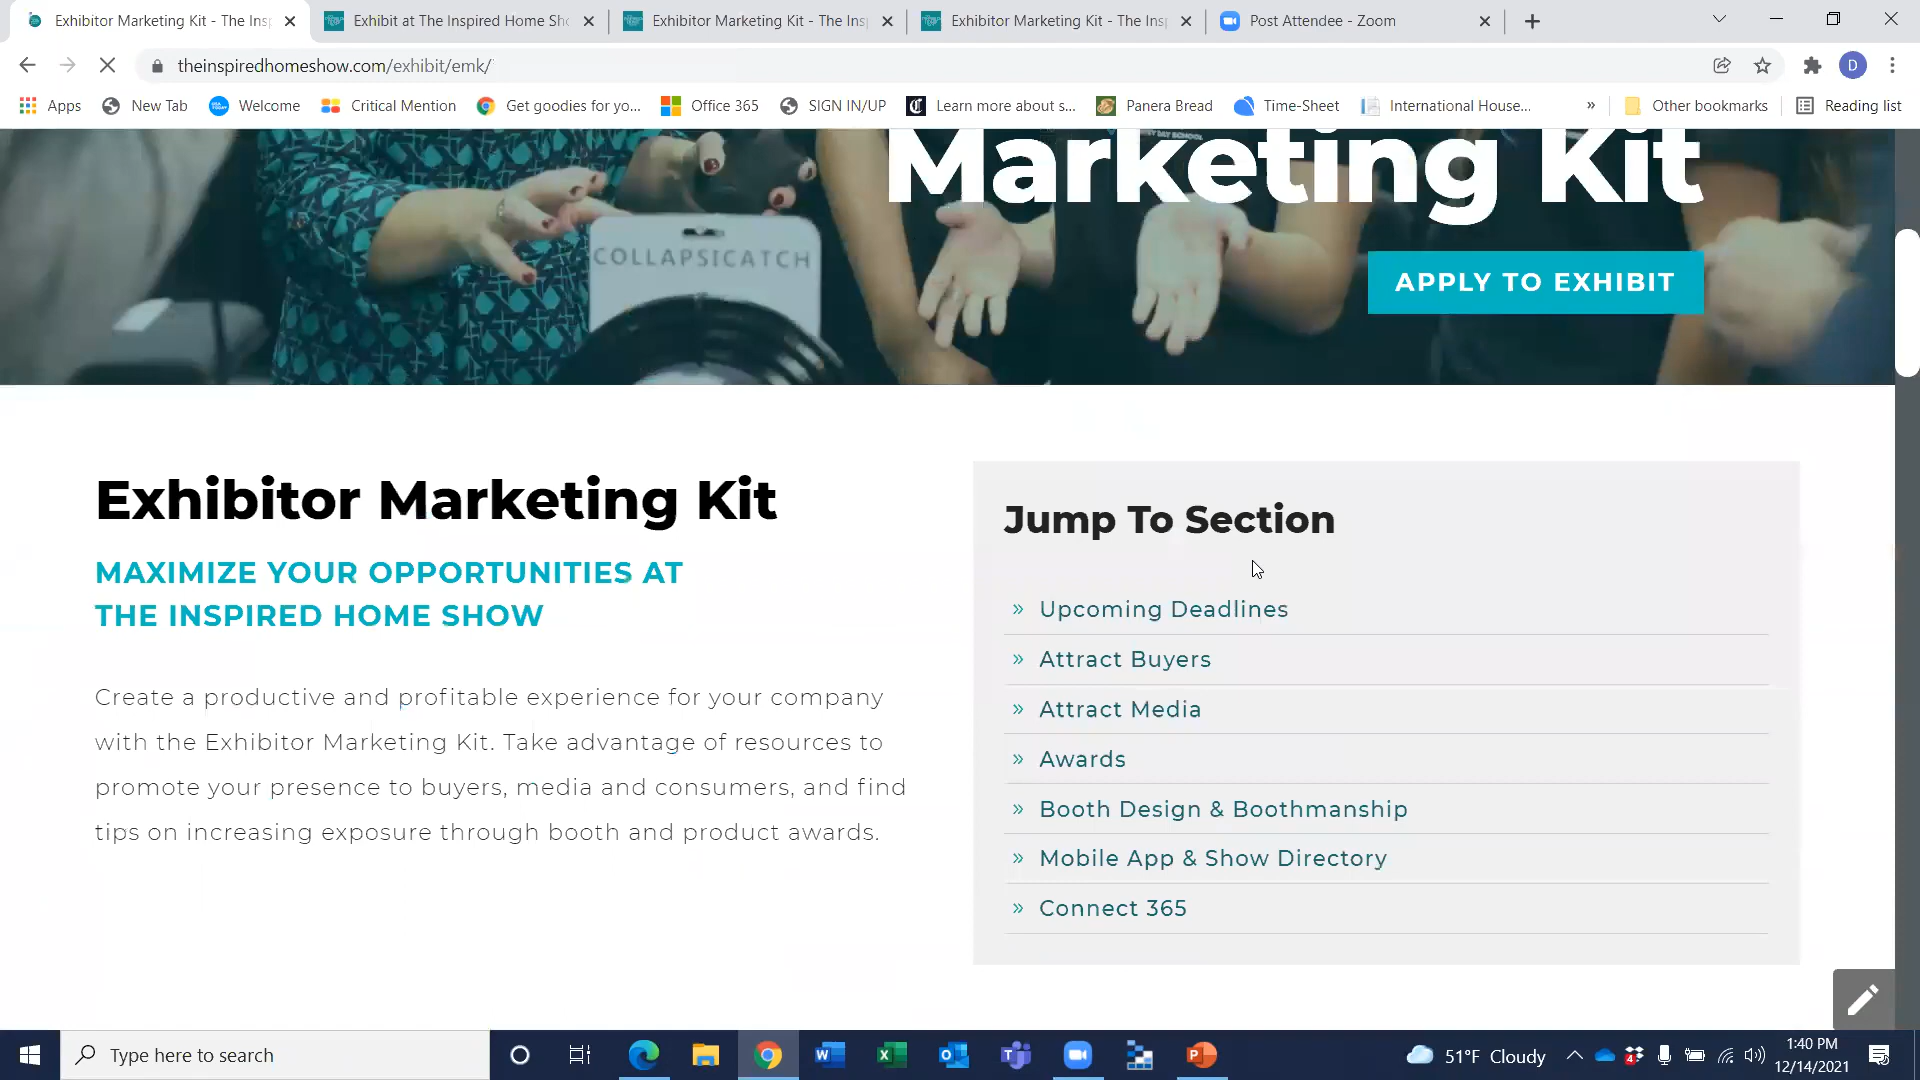 Exhibitor Marketing Kit - The Ins
Exhibit at The Inspired Home Sho
Exhibitor Marketing Kit - The Ins
Exhibitor Marketing Kit - The Ins
Post Attendee - Zoom
theinspiredhomeshow.com/exhibit/emk/
D
Apps
New Tab
Welcome
Critical Mention
Get goodies for yo...
Office 365
SIGN IN/UP
Learn more about s...
Panera Bread
Time-Sheet
International House...
»
Other bookmarks
Reading list
Marketing Kit
COLLAPSICATCH
APPLY TO EXHIBIT
Exhibitor Marketing Kit
MAXIMIZE YOUR OPPORTUNITIES AT
THE INSPIRED HOME SHOW
Create a productive and profitable experience for your company
with the Exhibitor Marketing Kit. Take advantage of resources to
promote your presence to buyers, media and consumers, and find
tips on increasing exposure through booth and product awards.
Jump To Section
» Upcoming Deadlines
» Attract Buyers
» Attract Media
» Awards
» Booth Design & Boothmanship
» Mobile App & Show Directory
» Connect 365
Type here to search
51°F Cloudy
1:40 PM
12/14/2021